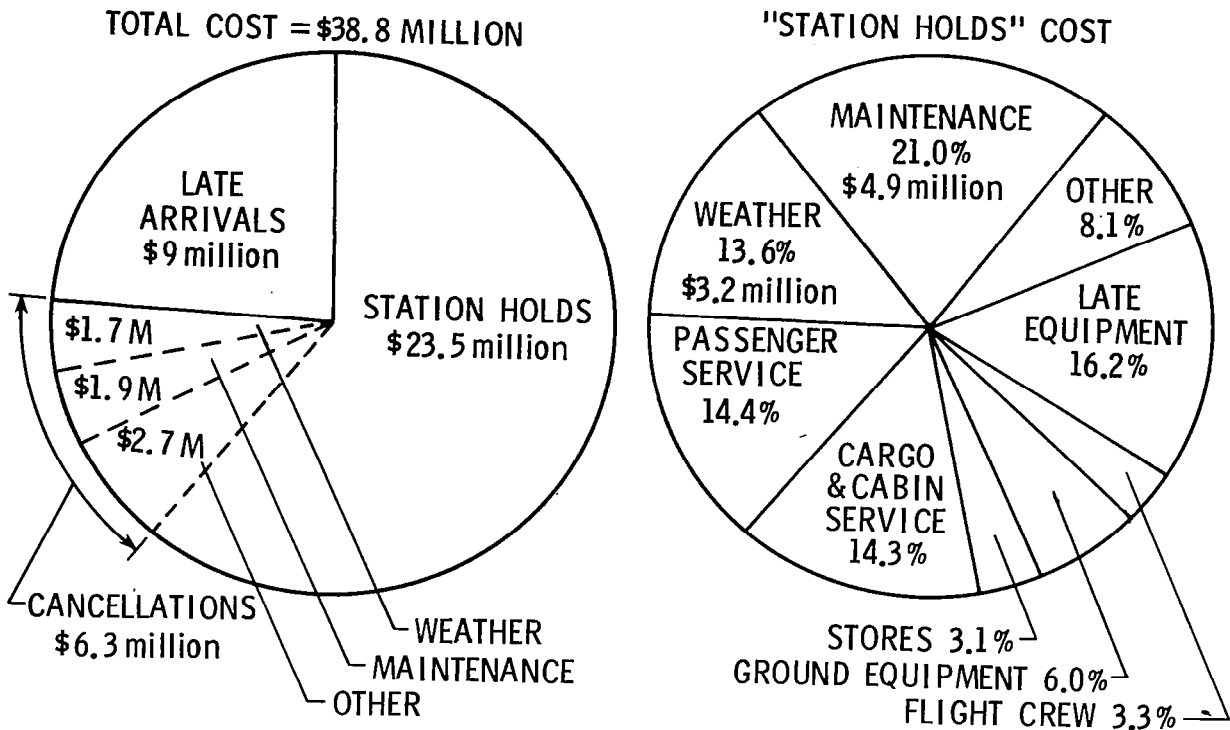 TOTAL COST = $38.8 MILLION
LATE
ARRIVALS
$9 million
STATION HOLDS
$23.5 million
$1.7 M
$1.9 M
$2.7 M
CANCELLATIONS
$6.3 million
WEATHER
MAINTENANCE
OTHER
"STATION HOLDS" COST
MAINTENANCE
21.0%
$4.9 million
OTHER
8.1%
WEATHER
13.6%
$3.2 million
LATE
EQUIPMENT
16.2%
PASSENGER
SERVICE
14.4%
CARGO
& CABIN
SERVICE
14.3%
STORES 3.1%
GROUND EQUIPMENT 6.0%
FLIGHT CREW 3.3%